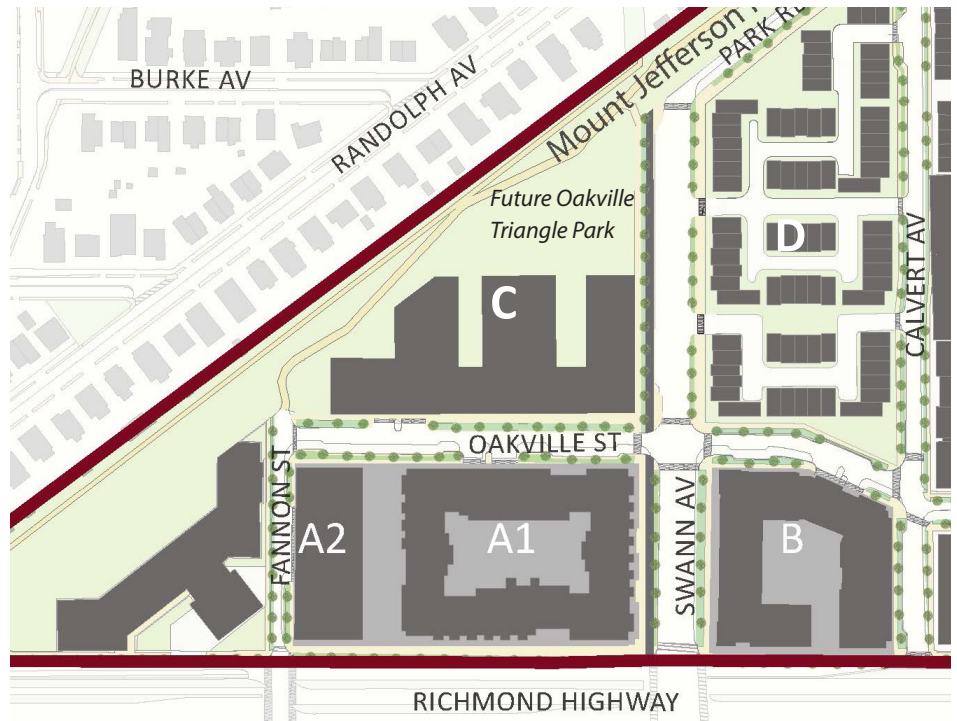 BURKE AV
RANDOLPH AV
Mount Jefferson
PARK
Future Oakville
Triangle Park
C
D
CALVERT AV
OAKVILLE ST
FANNON ST
A2
A1
SWANN AV
B
RICHMOND HIGHWAY